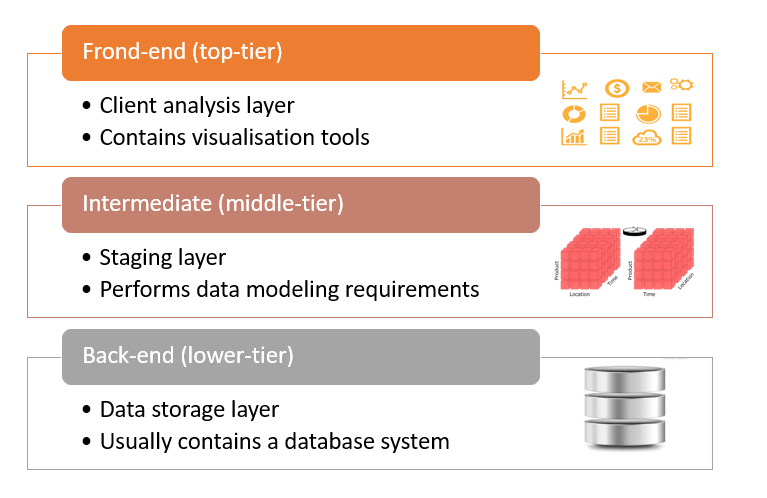 Frond-end (top-tier)
• Client analysis layer
• Contains visualisation tools
$
23%
Intermediate (middle-tier)
• Staging layer
• Performs data modeling requirements
Product
Location
Time
Product
Time
Location
Back-end (lower-tier)
• Data storage layer
• Usually contains a database system